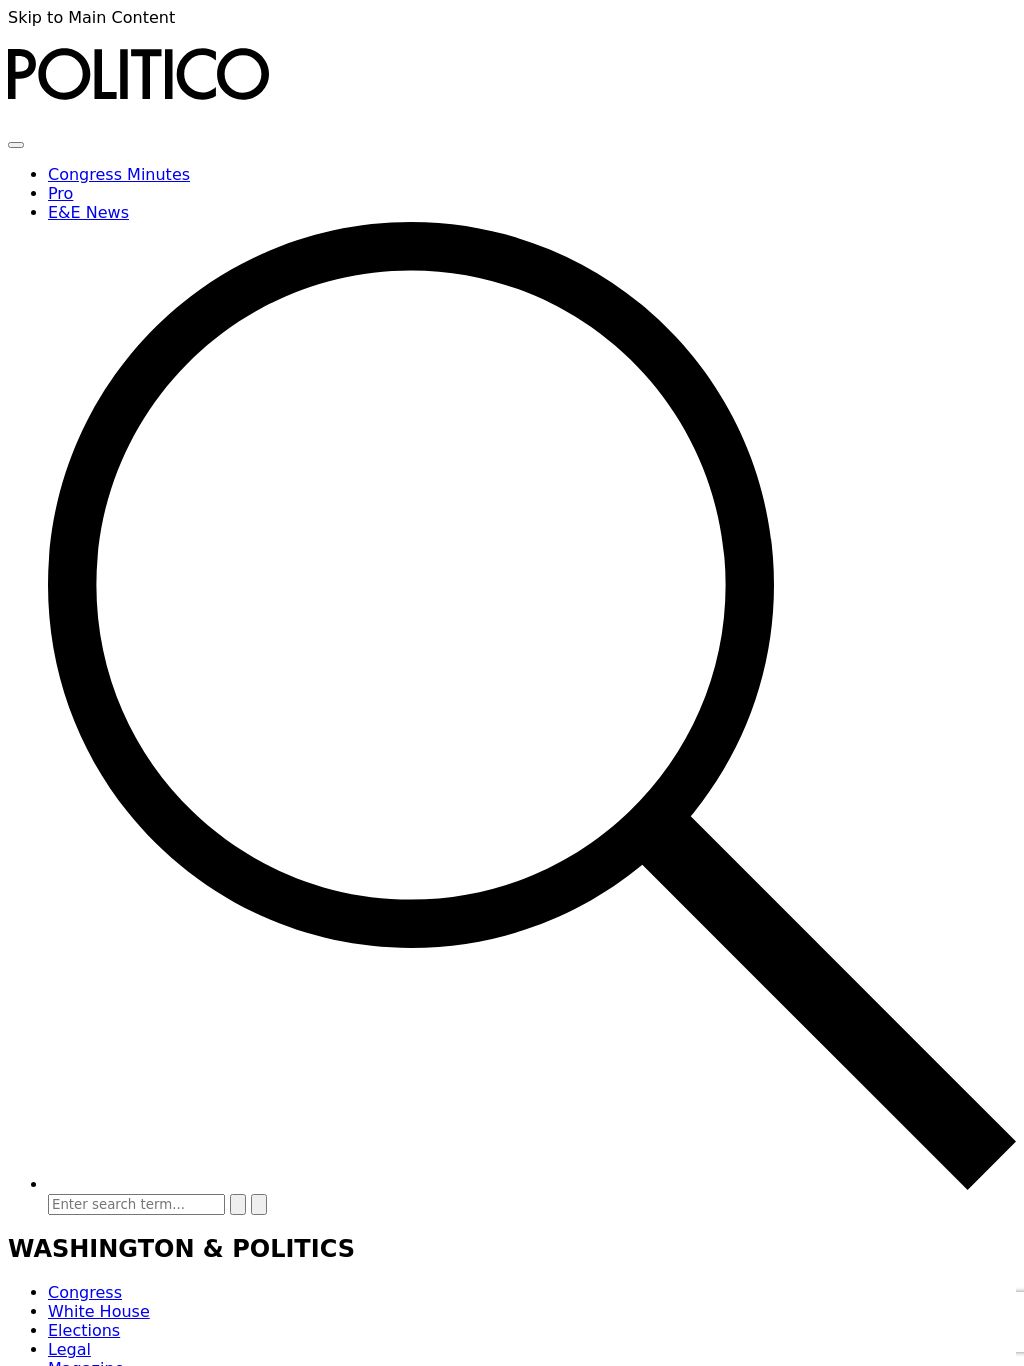 Skip to Main Content
POLITICO
Congress Minutes
Pro
E&E News
Enter search term...
WASHINGTON & POLITICS
Congress
White House
Elections
Legal
Magazine